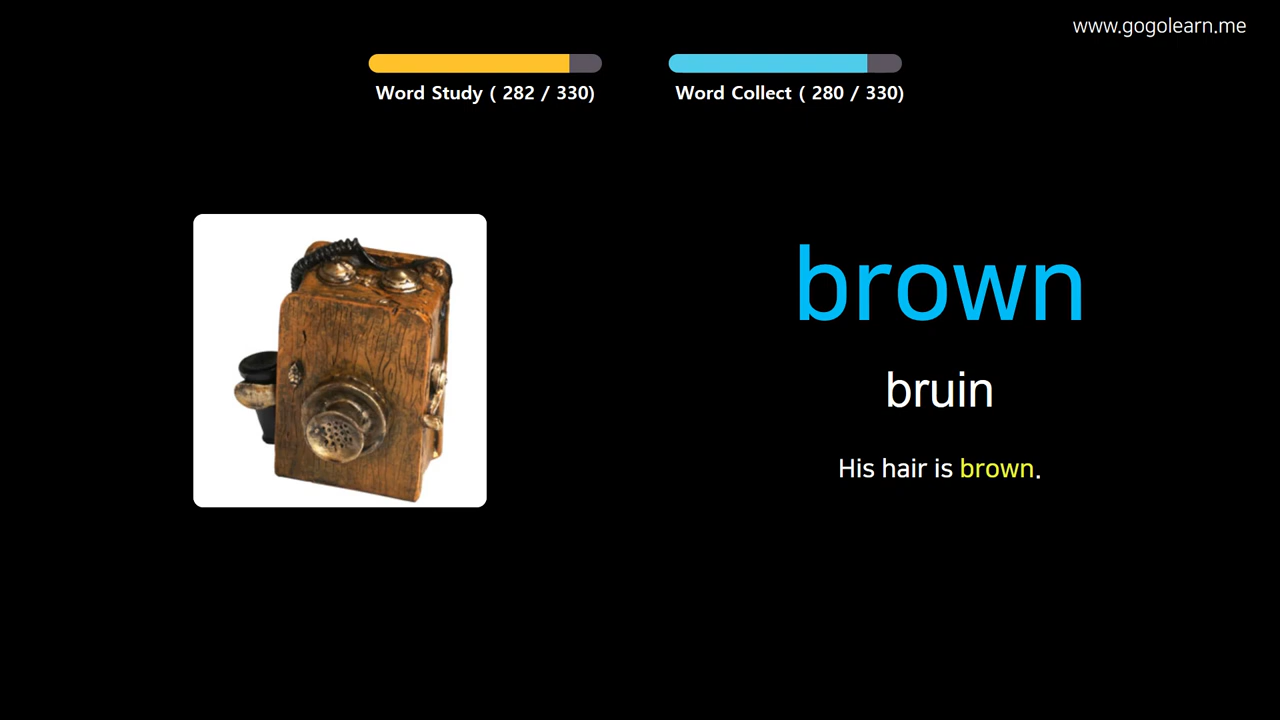 www.gogolearn.me
Word Study ( 282 / 330)
Word Collect ( 280 / 330)
brown
bruin
His hair is brown.